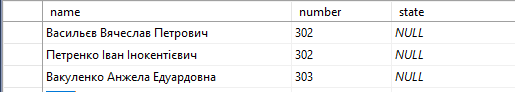 name number state
Васильєв Вячеслав Петрович 302 NULL
Петренко Іван Інокентієвич 302 NULL
Вакуленко Анжела Едуардовна 303 NULL